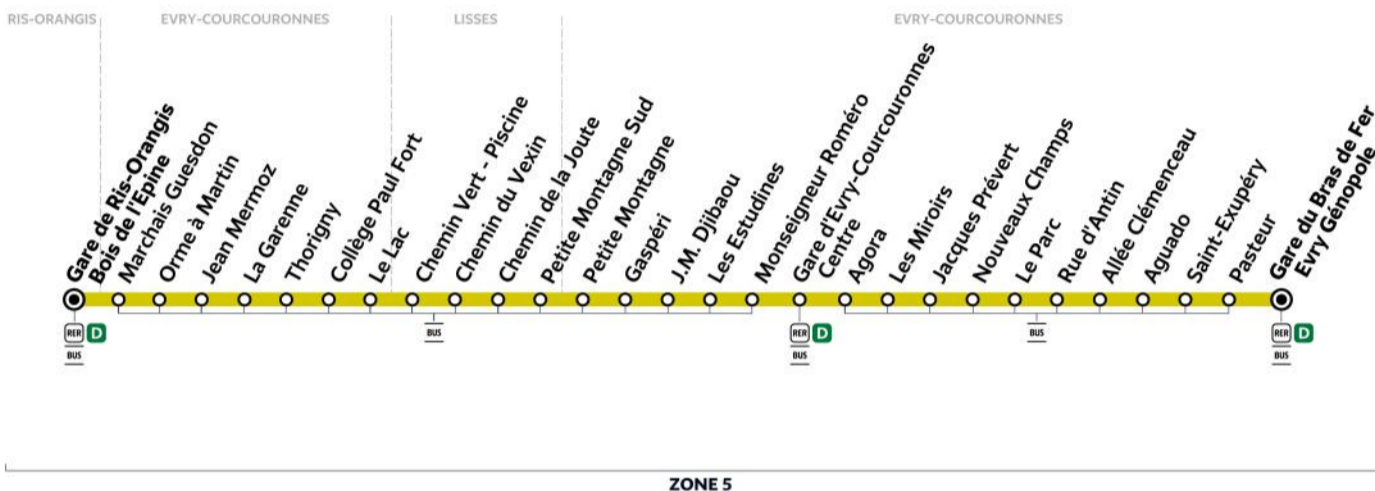 RIS-ORANGIS
EVRY-COURCOURONNES
LISSES
EVRY-COURCOURONNES
Gare de Ris-Orangis
Bois de l'Epine
Marchais Guesdon
Orme à Martin
Jean Mermoz
La Garenne
Thorigny
Collège Paul Fort
Le Lac
Chemin Vert - Piscine
Chemin du Vexin
Chemin de la Joute
Petite Montagne Sud
Petite Montagne
Gaspéri
J.M. Djibaou
Les Estudines
Monseigneur Roméro
Gare d'Evry-Courcouronnes
Centre
Agora
Les Miroirs
Jacques Prévert
Nouveaux Champs
Le Parc
Rue d'Antin
Allée Clémenceau
Aguado
Saint-Exupéry
Pasteur
Gare du Bras de Fer
Evry Génopole
RER D
BUS
BUS
RER D
BUS
BUS
RER D
BUS
ZONE 5